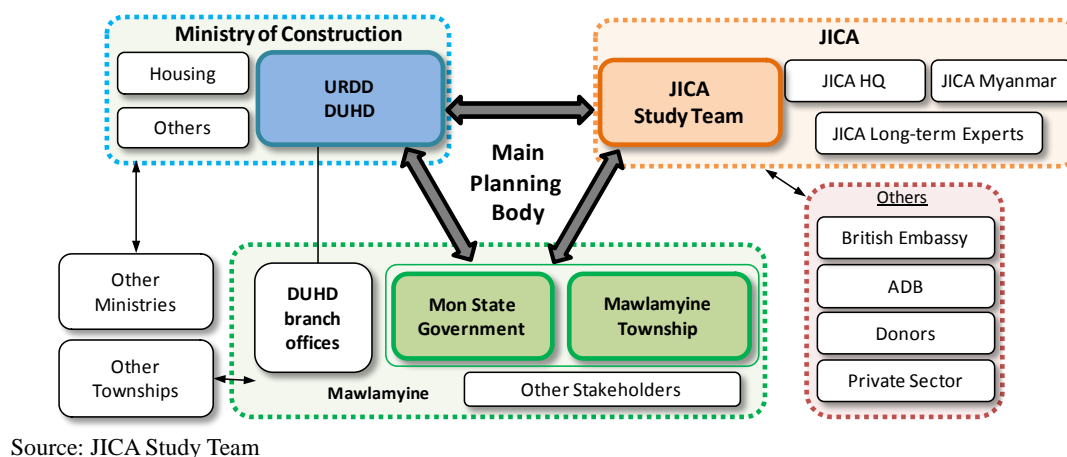 Ministry of Construction
Housing
Others
URDD
DUHD
JICA
JICA
Study Team
JICA HQ
JICA Myanmar
JICA Long-term Experts
Main
Planning
Body
Others
British Embassy
ADB
Donors
Private Sector
Other
Ministries
Other
Townships
DUHD
branch
offices
Mon State
Government
Mawlamyine
Township
Mawlamyine
Other Stakeholders
Source: JICA Study Team